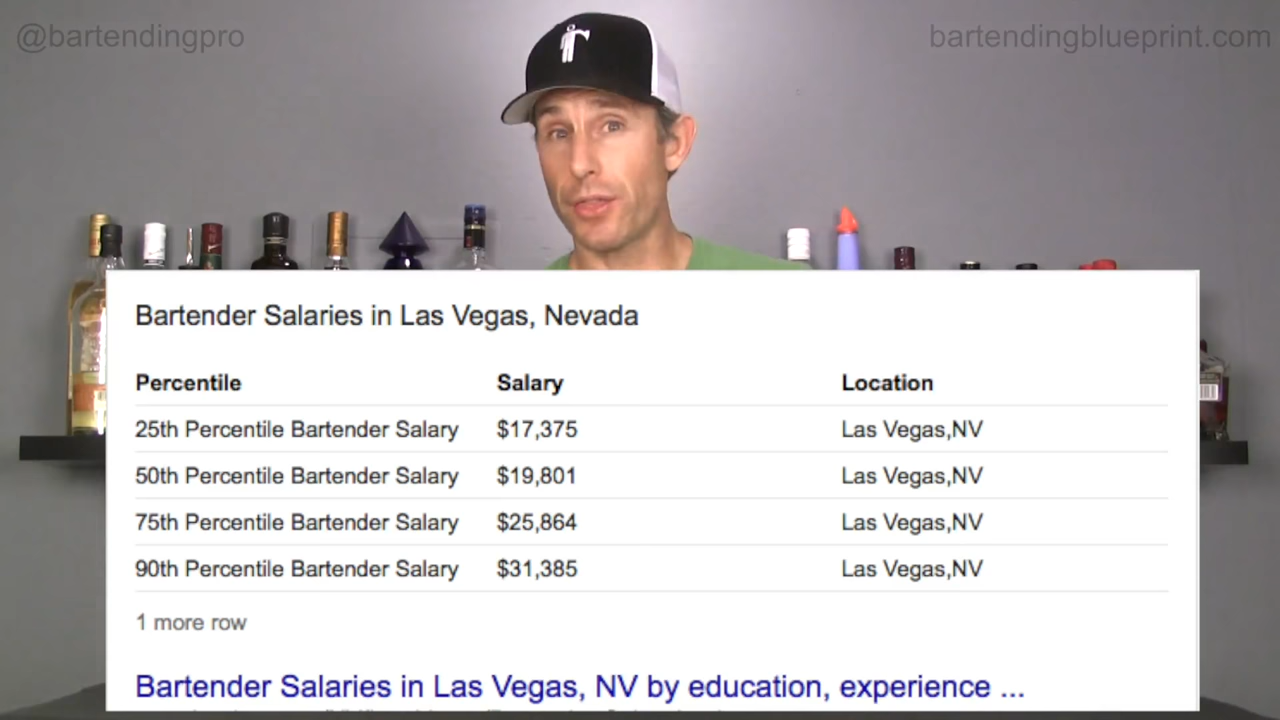 @bartendingpro
bartendingblueprint.com
Bartender Salaries in Las Vegas, Nevada
Percentile Salary Location
25th Percentile Bartender Salary $17,375 Las Vegas,NV
50th Percentile Bartender Salary $19,801 Las Vegas,NV
75th Percentile Bartender Salary $25,864 Las Vegas,NV
90th Percentile Bartender Salary $31,385 Las Vegas,NV
1 more row
Bartender Salaries in Las Vegas, NV by education, experience ...